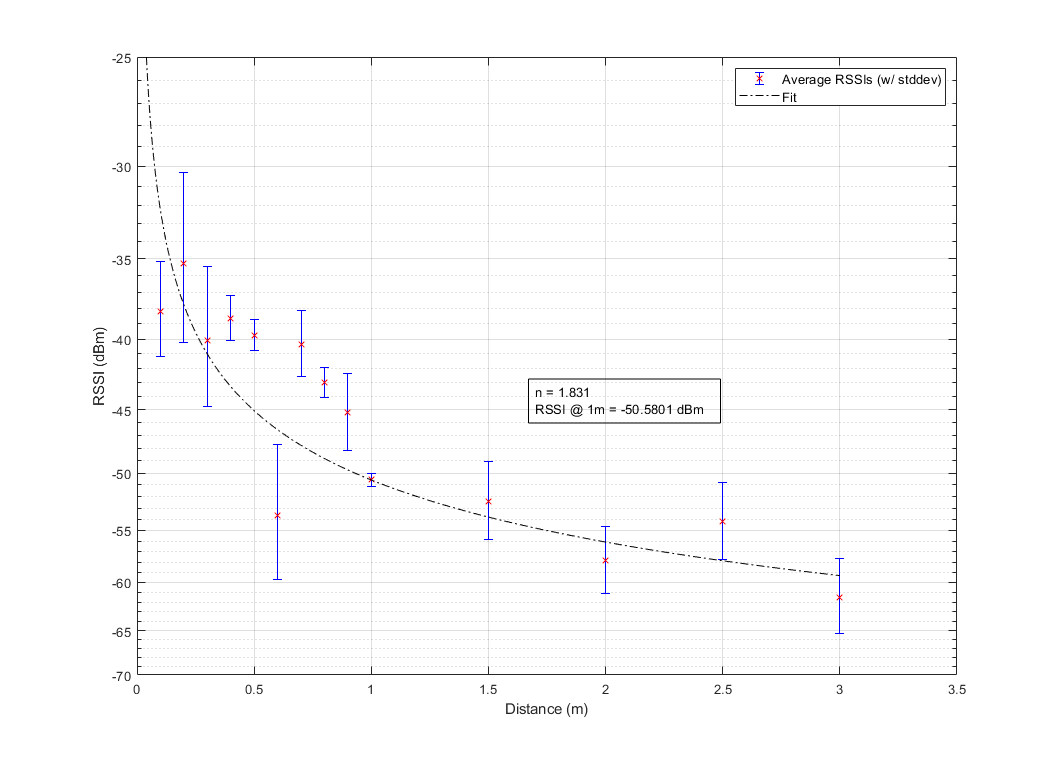 -25
-30
-35
-40
-45
-50
-55
-60
-65
-70
RSSI (dBm)
Average RSSIs (w/ stddev)
Fit
n = 1.831
RSSI @ 1m = -50.5801 dBm
0 0.5 1 1.5 2 2.5 3 3.5
Distance (m)